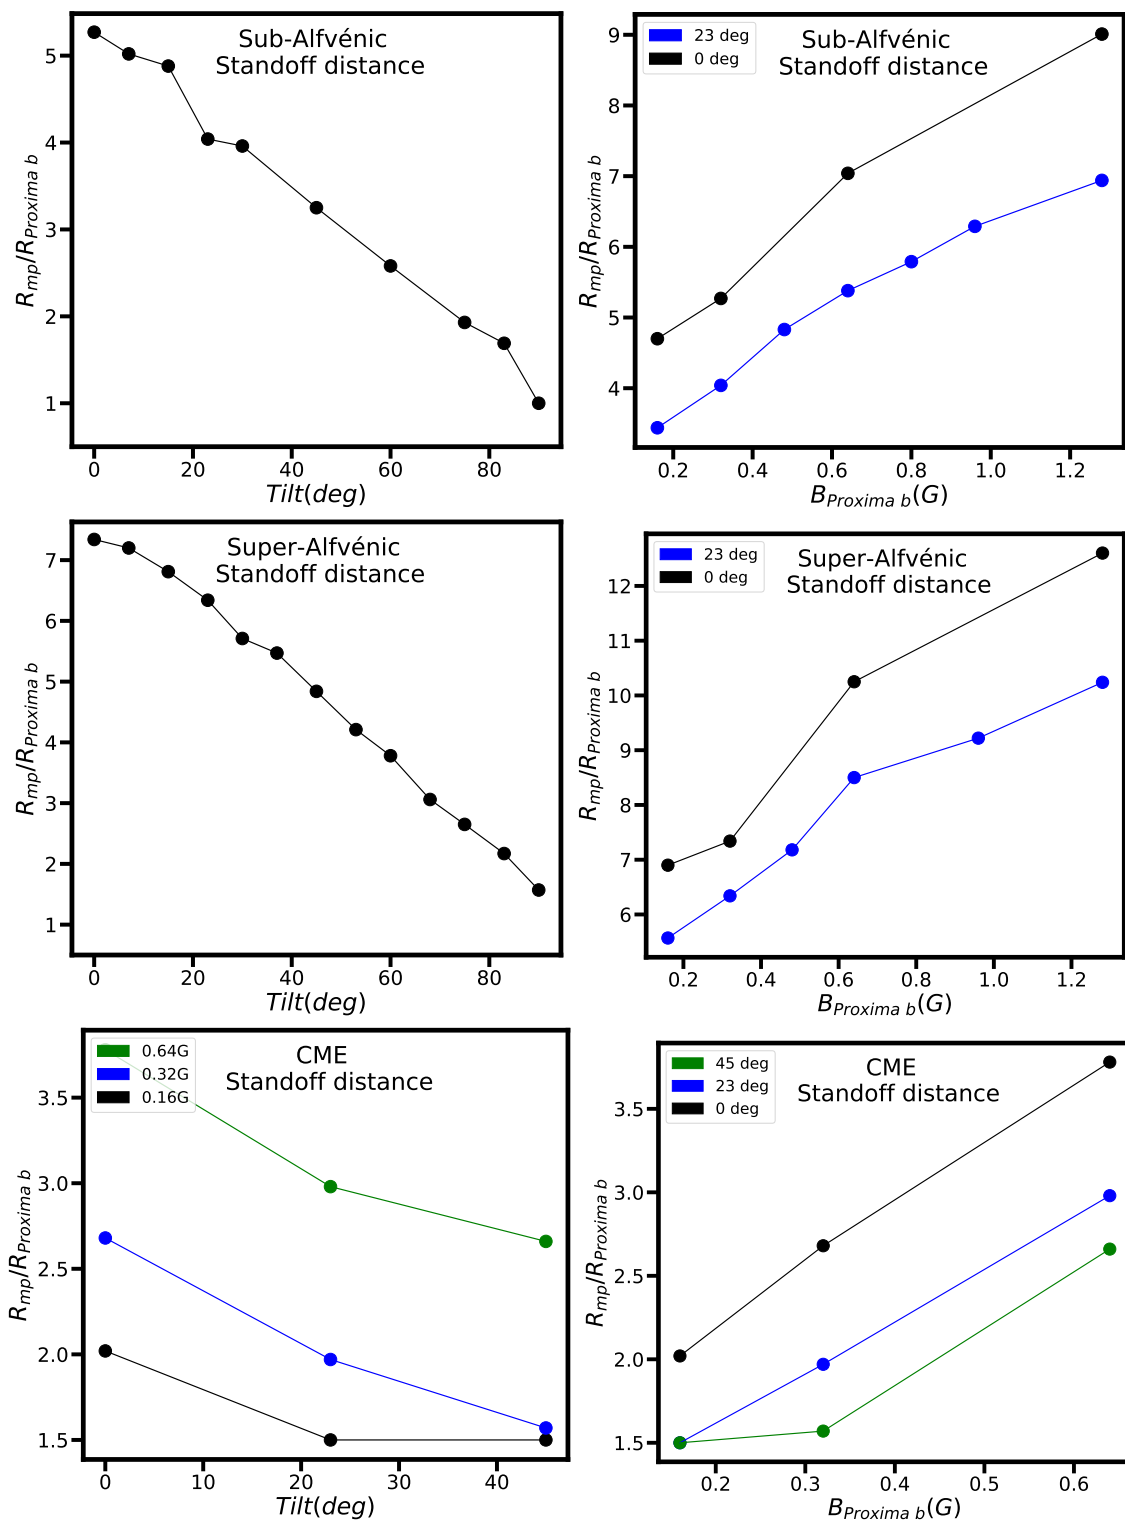 Sub-Alfvénic
Standoff distance
5
4
3
2
1
R_mp/R_Proxima b
0 20 40 60 80
Tilt(deg)
23 deg
0 deg
Sub-Alfvénic
Standoff distance
9
8
7
6
5
4
R_mp/R_Proxima b
0.2 0.4 0.6 0.8 1.0 1.2
B_Proxima b(G)
Super-Alfvénic
Standoff distance
7
6
5
4
3
2
1
R_mp/R_Proxima b
0 20 40 60 80
Tilt(deg)
23 deg
0 deg
Super-Alfvénic
Standoff distance
12
11
10
9
8
7
6
R_mp/R_Proxima b
0.2 0.4 0.6 0.8 1.0 1.2
B_Proxima b(G)
0.64G
0.32G
0.16G
CME
Standoff distance
3.5
3.0
2.5
2.0
1.5
R_mp/R_Proxima b
0 10 20 30 40
Tilt(deg)
45 deg
23 deg
0 deg
CME
Standoff distance
3.5
3.0
2.5
2.0
1.5
R_mp/R_Proxima b
0.2 0.3 0.4 0.5 0.6
B_Proxima b(G)